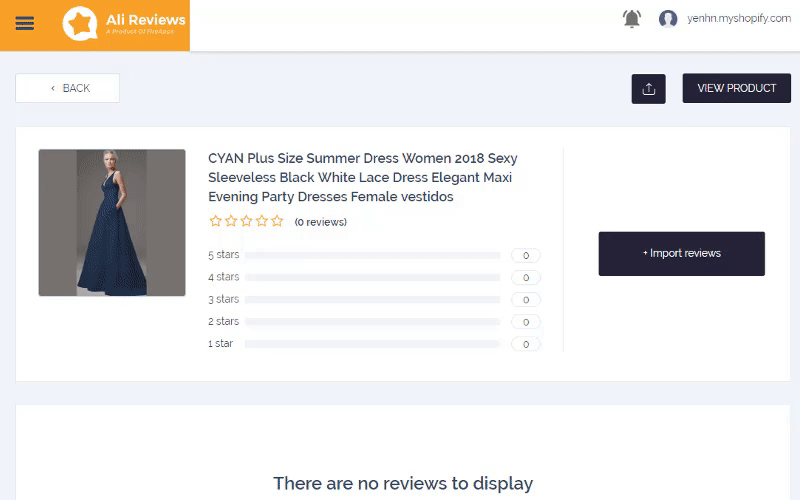 Ali Reviews
A Product Of FireApps
yenhn.myshopify.com
‹ BACK
VIEW PRODUCT
CYAN Plus Size Summer Dress Women 2018 Sexy
Sleeveless Black White Lace Dress Elegant Maxi
Evening Party Dresses Female vestidos
(0 reviews)
5 stars 0
4 stars 0
3 stars 0
2 stars 0
1 star 0
+ Import reviews
There are no reviews to display